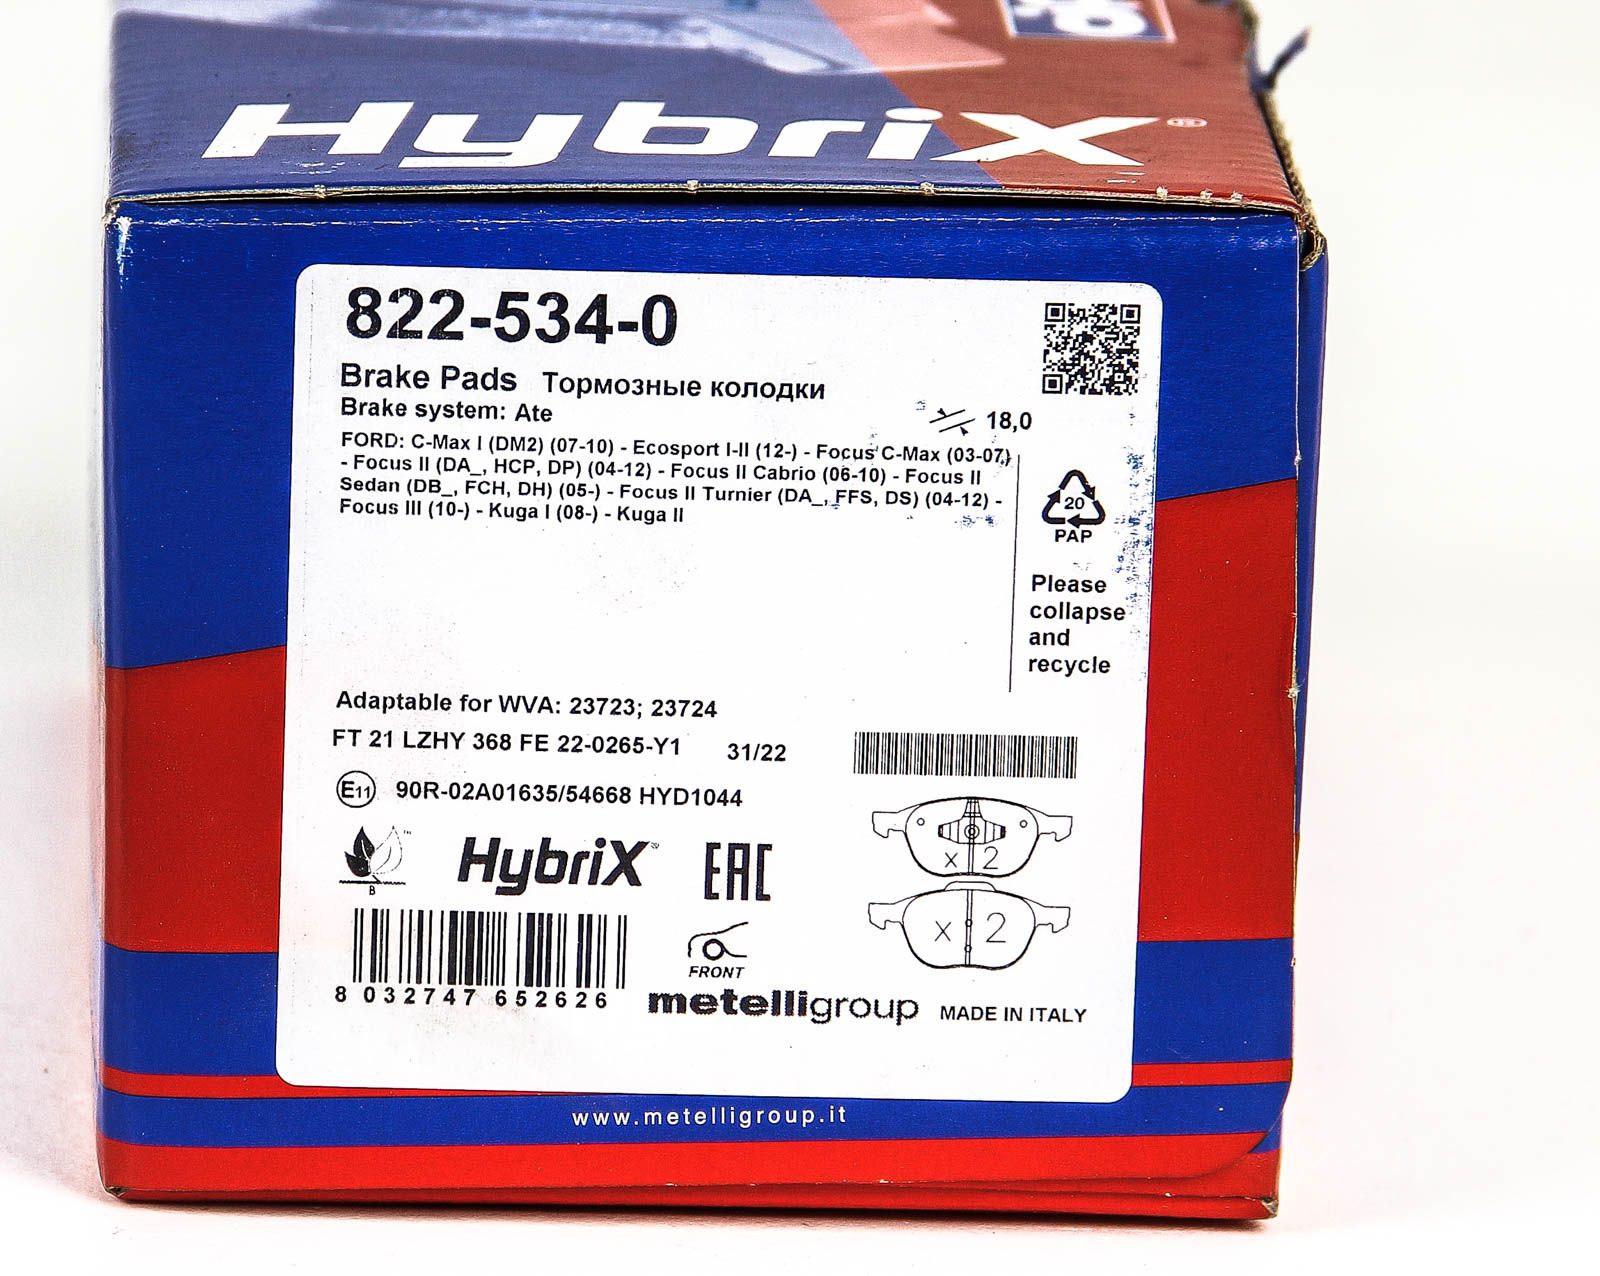 HybriX®
822-534-0
Brake Pads Тормозные колодки
Brake system: Ate
18,0
FORD: C-Max I (DM2) (07-10) - Ecosport I-II (12-) - Focus C-Max (03-07)
- Focus II (DA_, HCP, DP) (04-12) - Focus II Cabrio (06-10) - Focus II
Sedan (DB_, FCH, DH) (05-) - Focus II Turnier (DA_, FFS, DS) (04-12) -
Focus III (10-) - Kuga I (08-) - Kuga II
20
PAP
Please
collapse
and
recycle
Adaptable for WVA: 23723; 23724
FT 21 LZHY 368 FE 22-0265-Y1 31/22
E11 90R-02A01635/54668 HYD1044
x 2
B
HybriX
EAC
x 2
FRONT
8 032747 652626
metelligroup MADE IN ITALY
www.metelligroup.it